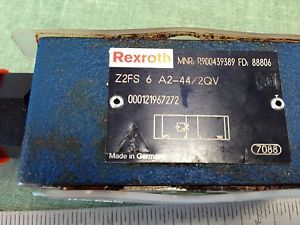 Rexroth MNR: R900439389 FD: 88806
Z2FS 6 A2-44/2QV
000121967272
Made in Germany
7088